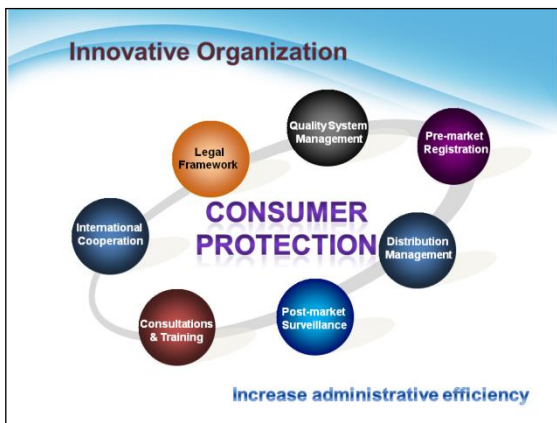 Innovative Organization
Quality System
Management
Pre-market
Registration
Legal
Framework
CONSUMER
PROTECTION
International
Cooperation
Distribution
Management
Consultations
& Training
Post-market
Surveillance
Increase administrative efficiency